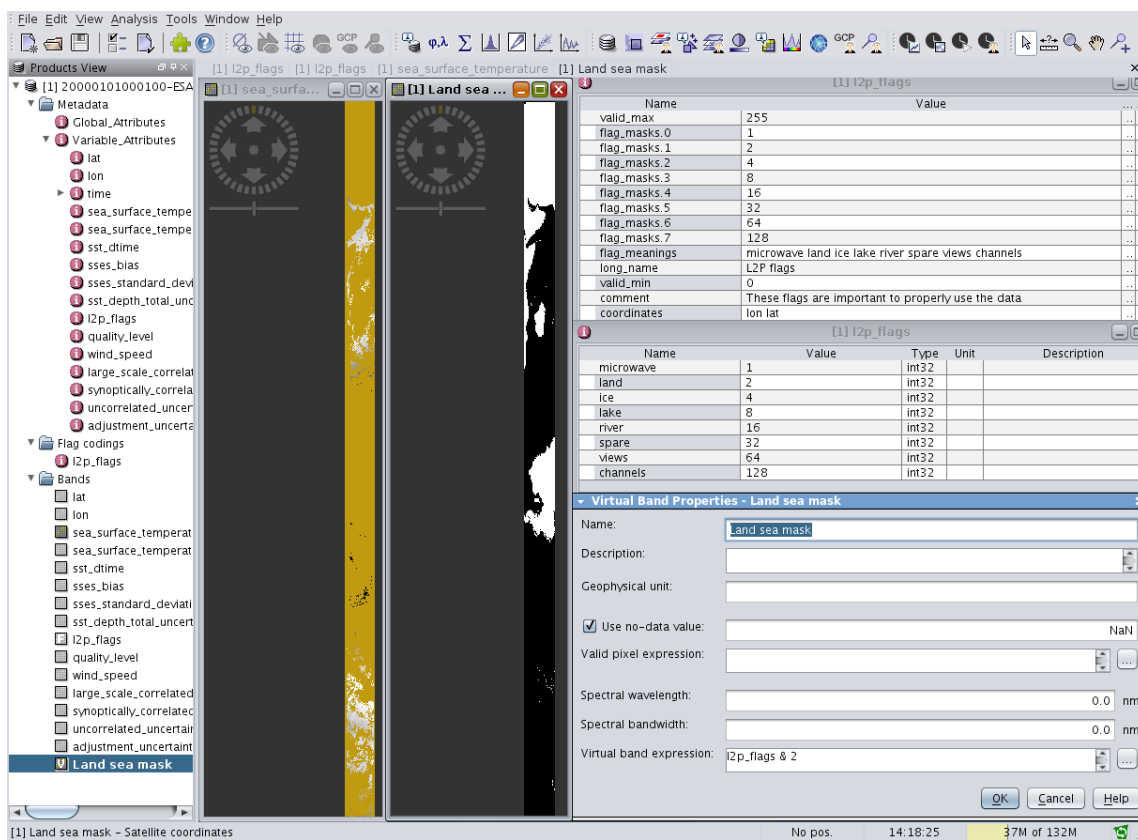 File Edit View Analysis Tools Window Help
GCP φ,λ Σ GCP
Products View
[1] l2p_flags [1] l2p_flags [1] sea_surface_temperature [1] Land sea mask
[1] 20000101000100-ESA
Metadata
Global_Attributes
Variable_Attributes
lat
lon
time
sea_surface_tempe
sea_surface_tempe
sst_dtime
sses_bias
sses_standard_devi
sst_depth_total_unc
l2p_flags
quality_level
wind_speed
large_scale_correlat
synoptically_correla
uncorrelated_uncer
adjustment_uncerta
Flag codings
l2p_flags
Bands
lat
lon
sea_surface_temperat
sea_surface_temperat
sst_dtime
sses_bias
sses_standard_deviati
sst_depth_total_uncert
l2p_flags
quality_level
wind_speed
large_scale_correlated
synoptically_correlated
uncorrelated_uncertair
adjustment_uncertaint
Land sea mask
[1] sea_surfa...
[1] Land sea ...
[1] l2p_flags
Name Value ...
valid_max 255 ..
flag_masks.0 1 ..
flag_masks.1 2 ..
flag_masks.2 4 ..
flag_masks.3 8 ..
flag_masks.4 16 ..
flag_masks.5 32 ..
flag_masks.6 64 ..
flag_masks.7 128 ..
flag_meanings microwave land ice lake river spare views channels ..
long_name L2P flags ..
valid_min 0 ..
comment These flags are important to properly use the data ..
coordinates lon lat ..
[1] l2p_flags
Name Value Type Unit Description
microwave 1 int32
land 2 int32
ice 4 int32
lake 8 int32
river 16 int32
spare 32 int32
views 64 int32
channels 128 int32
Virtual Band Properties - Land sea mask
Name: Land sea mask
Description:
Geophysical unit:
Use no-data value: NaN
Valid pixel expression: ...
Spectral wavelength: 0.0 nm
Spectral bandwidth: 0.0 nm
Virtual band expression: l2p_flags & 2 ...
OK Cancel Help
[1] Land sea mask - Satellite coordinates No pos. 14:18:25 37M of 132M